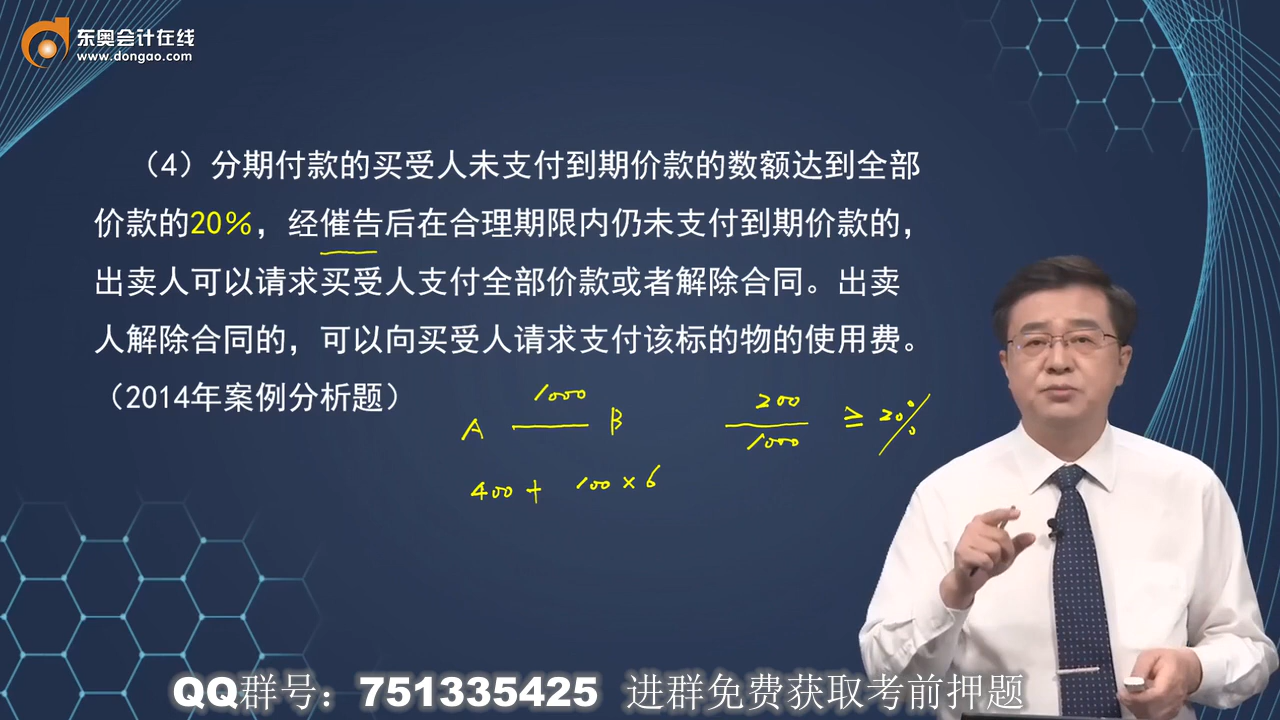 东奥会计在线
www.dongao.com
（4）分期付款的买受人未支付到期价款的数额达到全部
价款的20%，经催告后在合理期限内仍未支付到期价款的，
出卖人可以请求买受人支付全部价款或者解除合同。出卖
人解除合同的，可以向买受人请求支付该标的物的使用费。
（2014年案例分析题）
1000
A —— B
400 + 100 × 6
200
1000
≥ 20%
QQ群号：751335425 进群免费获取考前押题